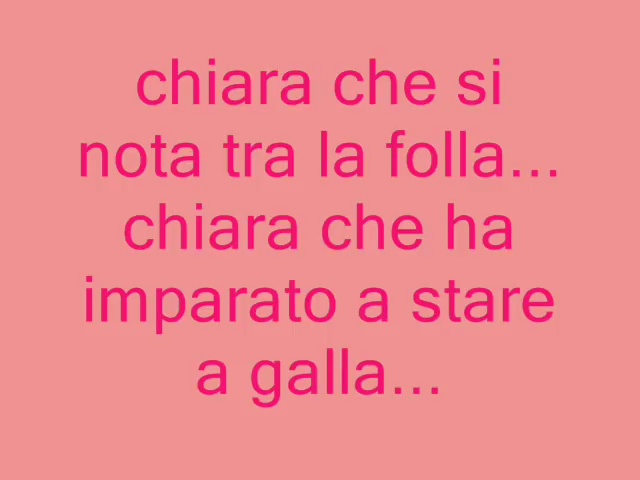 chiara che si
nota tra la folla...
chiara che ha
imparato a stare
a galla...